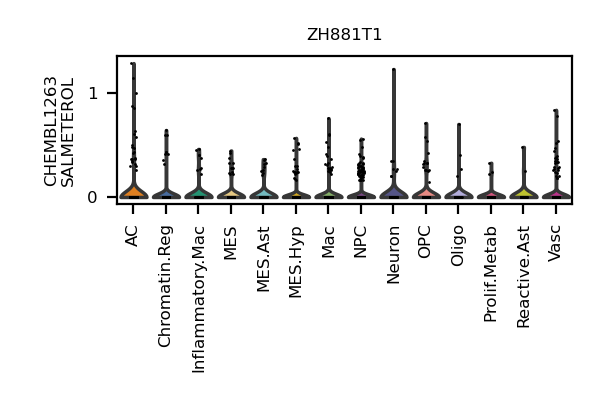 ZH881T1
CHEMBL1263
SALMETEROL
1
0
AC
Chromatin.Reg
Inflammatory.Mac
MES
MES.Ast
MES.Hyp
Mac
NPC
Neuron
OPC
Oligo
Prolif.Metab
Reactive.Ast
Vasc